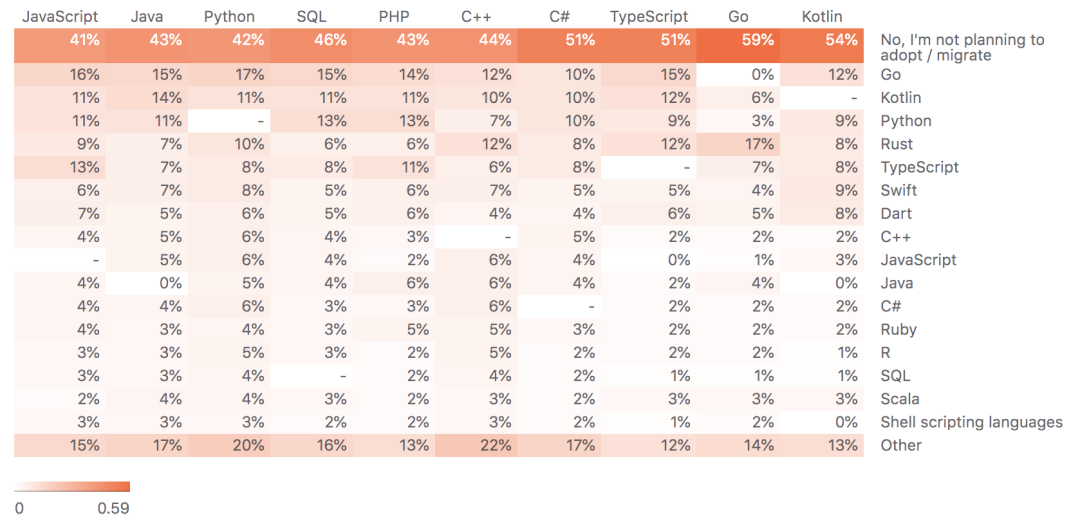 JavaScript Java Python SQL PHP C++ C# TypeScript Go Kotlin
41% 43% 42% 46% 43% 44% 51% 51% 59% 54% No, I'm not planning to
adopt / migrate
16% 15% 17% 15% 14% 12% 10% 15% 0% 12% Go
11% 14% 11% 11% 11% 10% 10% 12% 6% - Kotlin
11% 11% - 13% 13% 7% 10% 9% 3% 9% Python
9% 7% 10% 6% 6% 12% 8% 12% 17% 8% Rust
13% 7% 8% 8% 11% 6% 8% - 7% 8% TypeScript
6% 7% 8% 5% 6% 7% 5% 5% 4% 9% Swift
7% 5% 6% 5% 6% 4% 4% 6% 5% 8% Dart
4% 5% 6% 4% 3% - 5% 2% 2% 2% C++
- 5% 6% 4% 2% 6% 4% 0% 1% 3% JavaScript
4% 0% 5% 4% 6% 6% 4% 2% 4% 0% Java
4% 4% 6% 3% 3% 6% - 2% 2% 2% C#
4% 3% 4% 3% 5% 5% 3% 2% 2% 2% Ruby
3% 3% 5% 3% 2% 5% 2% 2% 2% 1% R
3% 3% 4% - 2% 4% 2% 1% 1% 1% SQL
2% 4% 4% 3% 2% 3% 2% 3% 3% 3% Scala
3% 3% 3% 2% 2% 3% 2% 1% 2% 0% Shell scripting languages
15% 17% 20% 16% 13% 22% 17% 12% 14% 13% Other
0 0.59